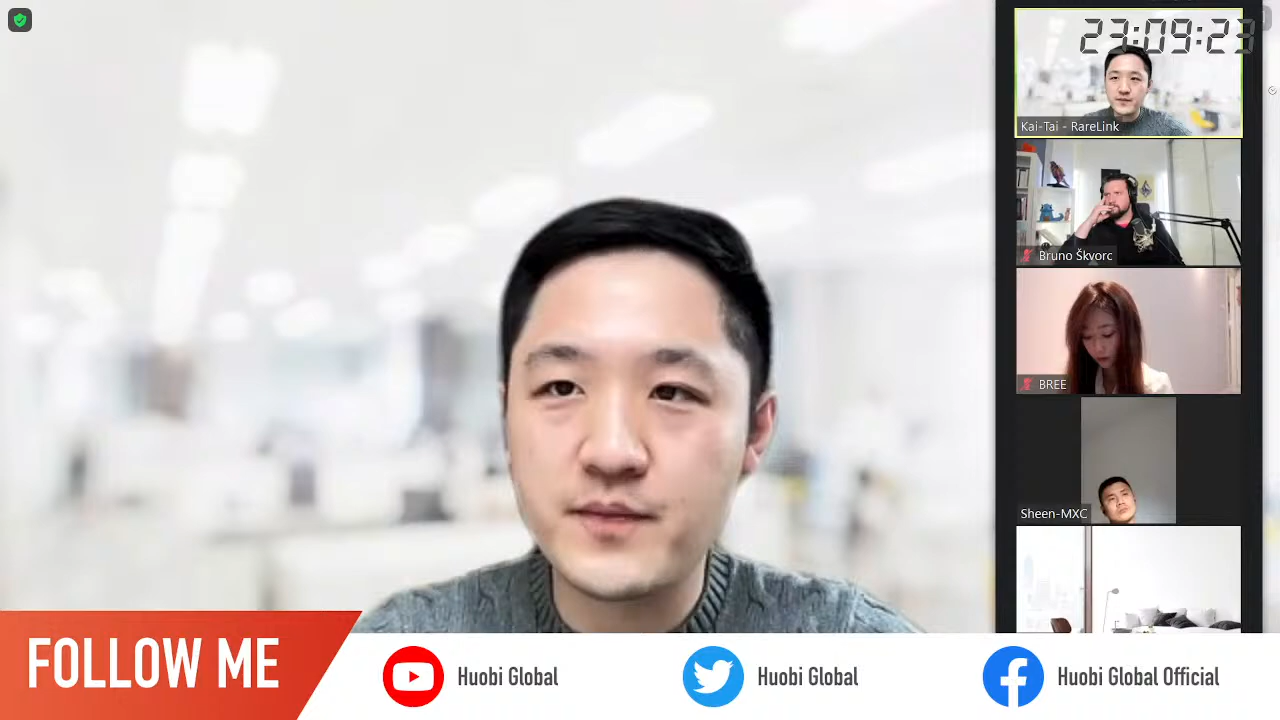 23:09:23
Kai-Tai - RareLink
Bruno Škvorc
BREE
Sheen-MXC
FOLLOW ME
Huobi Global
Huobi Global
Huobi Global Official